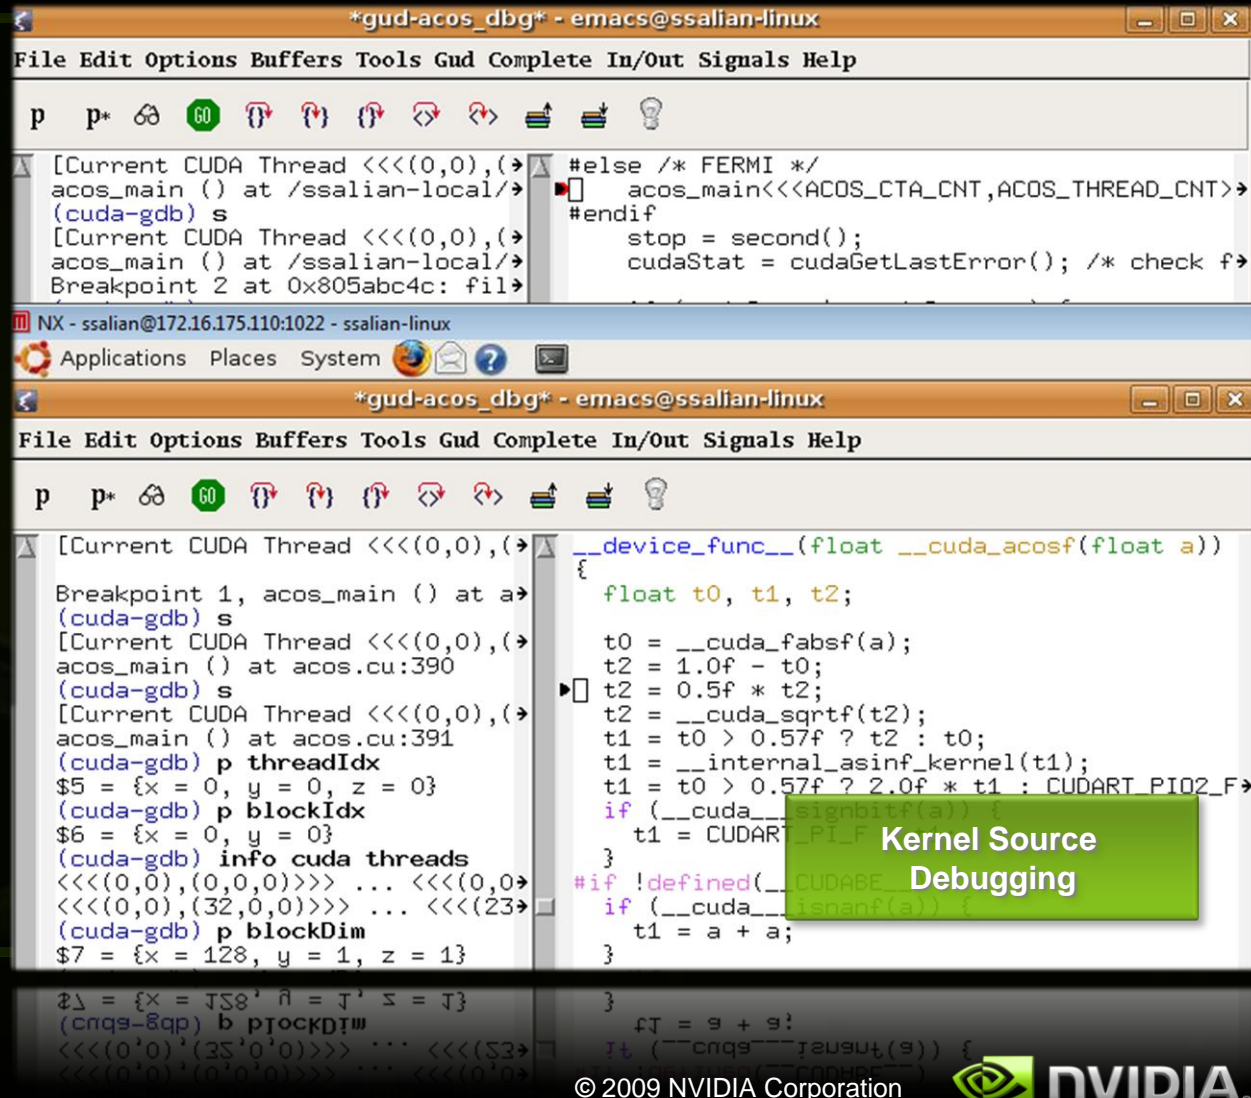 *gud-acos_dbg* - emacs@ssalian-linux
File Edit Options Buffers Tools Gud Complete In/Out Signals Help
p p* GO
[Current CUDA Thread <<<(0,0),(
acos_main () at /ssalian-local/
(cuda-gdb) s
[Current CUDA Thread <<<(0,0),(
acos_main () at /ssalian-local/
Breakpoint 2 at 0x805abc4c: fil
#else /* FERMI */
acos_main<<<ACOS_CTA_CNT,ACOS_THREAD_CNT>
#endif
stop = second();
cudaStat = cudaGetLastError(); /* check f
NX - ssalian@172.16.175.110:1022 - ssalian-linux
Applications Places System
*gud-acos_dbg* - emacs@ssalian-linux
File Edit Options Buffers Tools Gud Complete In/Out Signals Help
p p* GO
[Current CUDA Thread <<<(0,0),(
Breakpoint 1, acos_main () at a
(cuda-gdb) s
[Current CUDA Thread <<<(0,0),(
acos_main () at acos.cu:390
(cuda-gdb) s
[Current CUDA Thread <<<(0,0),(
acos_main () at acos.cu:391
(cuda-gdb) p threadIdx
$5 = {x = 0, y = 0, z = 0}
(cuda-gdb) p blockIdx
$6 = {x = 0, y = 0}
(cuda-gdb) info cuda threads
<<<(0,0),(0,0,0)>>> ... <<<(0,0
<<<(0,0),(32,0,0)>>> ... <<<(23
(cuda-gdb) p blockDim
$7 = {x = 128, y = 1, z = 1}
__device_func__(float __cuda_acosf(float a))
{
float t0, t1, t2;
t0 = __cuda_fabsf(a);
t2 = 1.0f - t0;
t2 = 0.5f * t2;
t2 = __cuda_sqrtf(t2);
t1 = t0 > 0.57f ? t2 : t0;
t1 = __internal_asinf_kernel(t1);
t1 = t0 > 0.57f ? 2.0f * t1 : CUDART_PIO2_F
if (__cuda___signbitf(a)) {
t1 = CUDART_PI_F
}
#if !defined(__CUDABE__
if (__cuda___isnanf(a)) {
t1 = a + a;
}
Kernel Source
Debugging
© 2009 NVIDIA Corporation
NVIDIA.